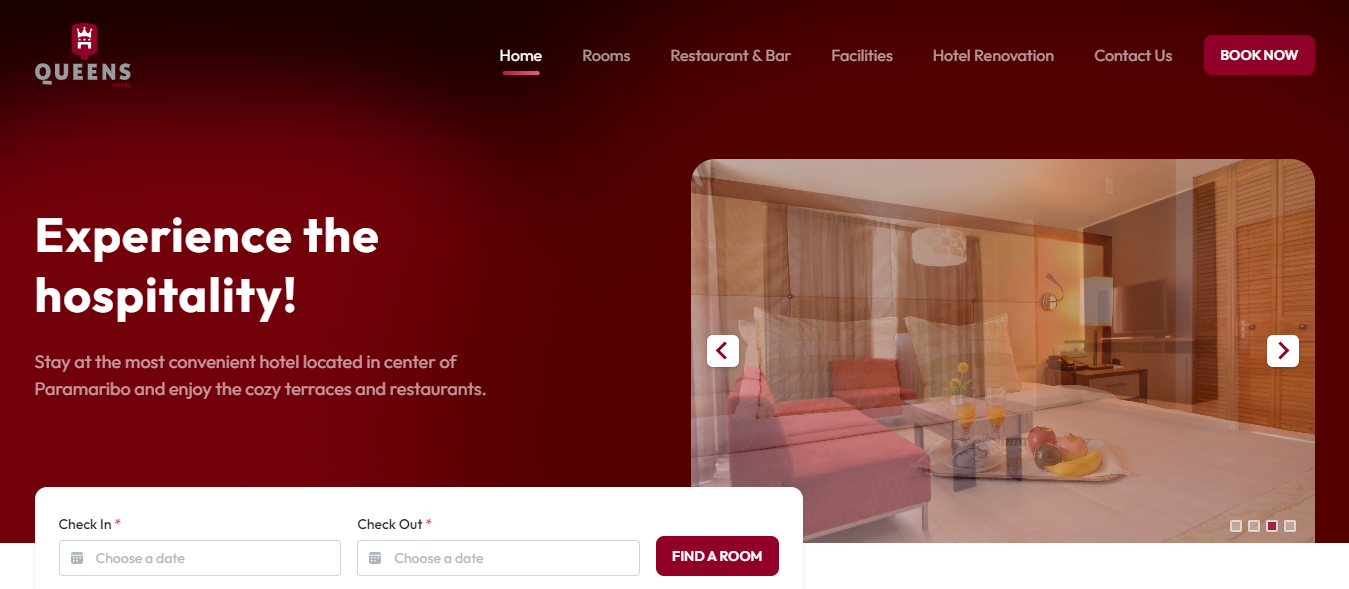 QUEENS
HOTEL
Home
Rooms
Restaurant & Bar
Facilities
Hotel Renovation
Contact Us
BOOK NOW
Experience the
hospitality!
Stay at the most convenient hotel located in center of
Paramaribo and enjoy the cozy terraces and restaurants.
Check In *
Check Out *
Choose a date
Choose a date
FIND A ROOM